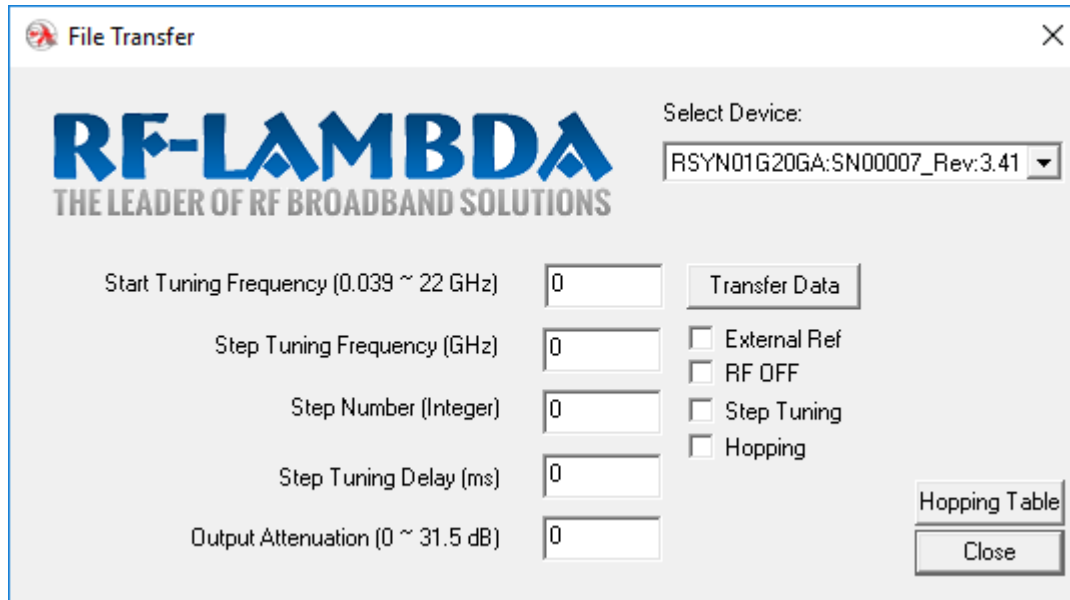 File Transfer
RF-LAMBDA
THE LEADER OF RF BROADBAND SOLUTIONS
Select Device:
RSYN01G20GA:SN00007_Rev:3.41
Start Tuning Frequency (0.039 ~ 22 GHz) 0 Transfer Data
Step Tuning Frequency (GHz) 0
External Ref
RF OFF
Step Number (Integer) 0 Step Tuning
Hopping
Step Tuning Delay (ms) 0
Hopping Table
Output Attenuation (0 ~ 31.5 dB) 0
Close